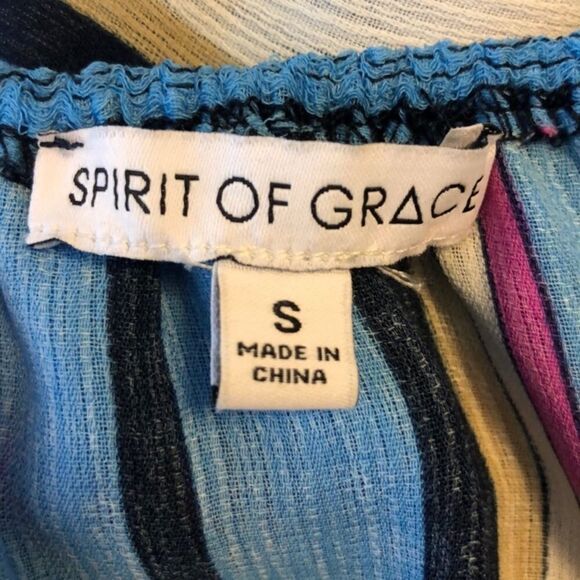 SPIRIT OF GRACE
S
MADE IN
CHINA